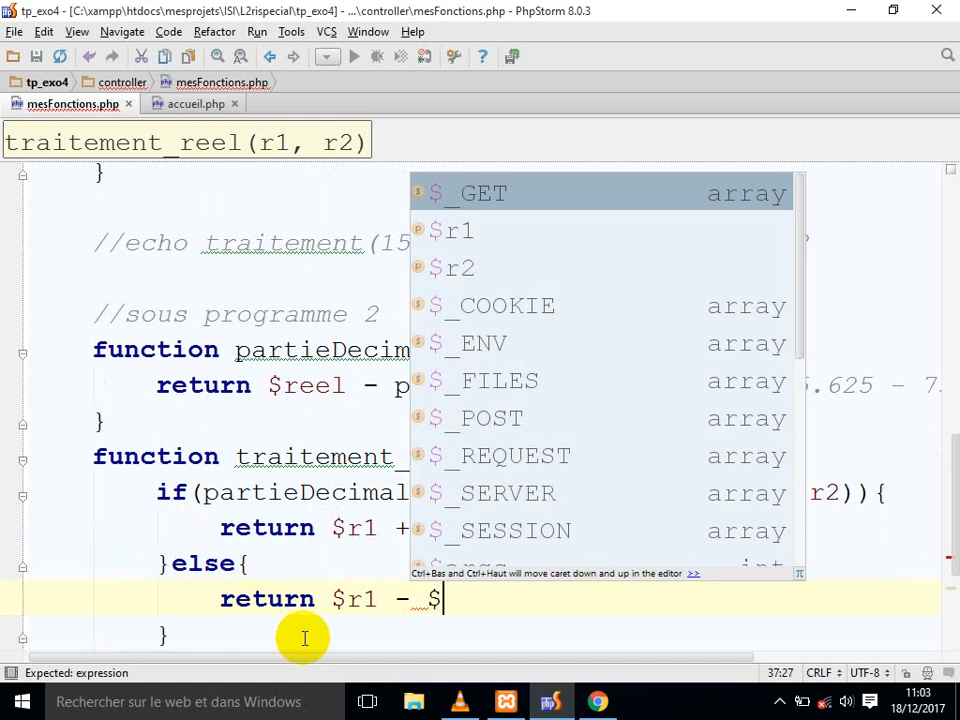 tp_exo4 - [C:\xampp\htdocs\mesprojets\ISI\L2rispecial\tp_exo4] - ...\controller\mesFonctions.php - PhpStorm 8.0.3
File Edit View Navigate Code Refactor Run Tools VCS Window Help
tp_exo4 controller mesFonctions.php
mesFonctions.php accueil.php
traitement_reel(r1, r2)
}
$_GET array
//echo traitement(15
$r1
$r2
$_COOKIE array
//sous programme 2
$_ENV array
function partieDecim
$_FILES array
return $reel - p 5.625 - 7
$_POST array
}
function traitement_
$_REQUEST array
if(partieDecimal r2)){
$_SERVER array
return $r1 +
$_SESSION array
}else{
Ctrl+Bas and Ctrl+Haut will move caret down and up in the editor >>
return $r1 - $
}
Expected: expression 37:27 CRLF UTF-8
Rechercher sur le web et dans Windows
11:03
18/12/2017